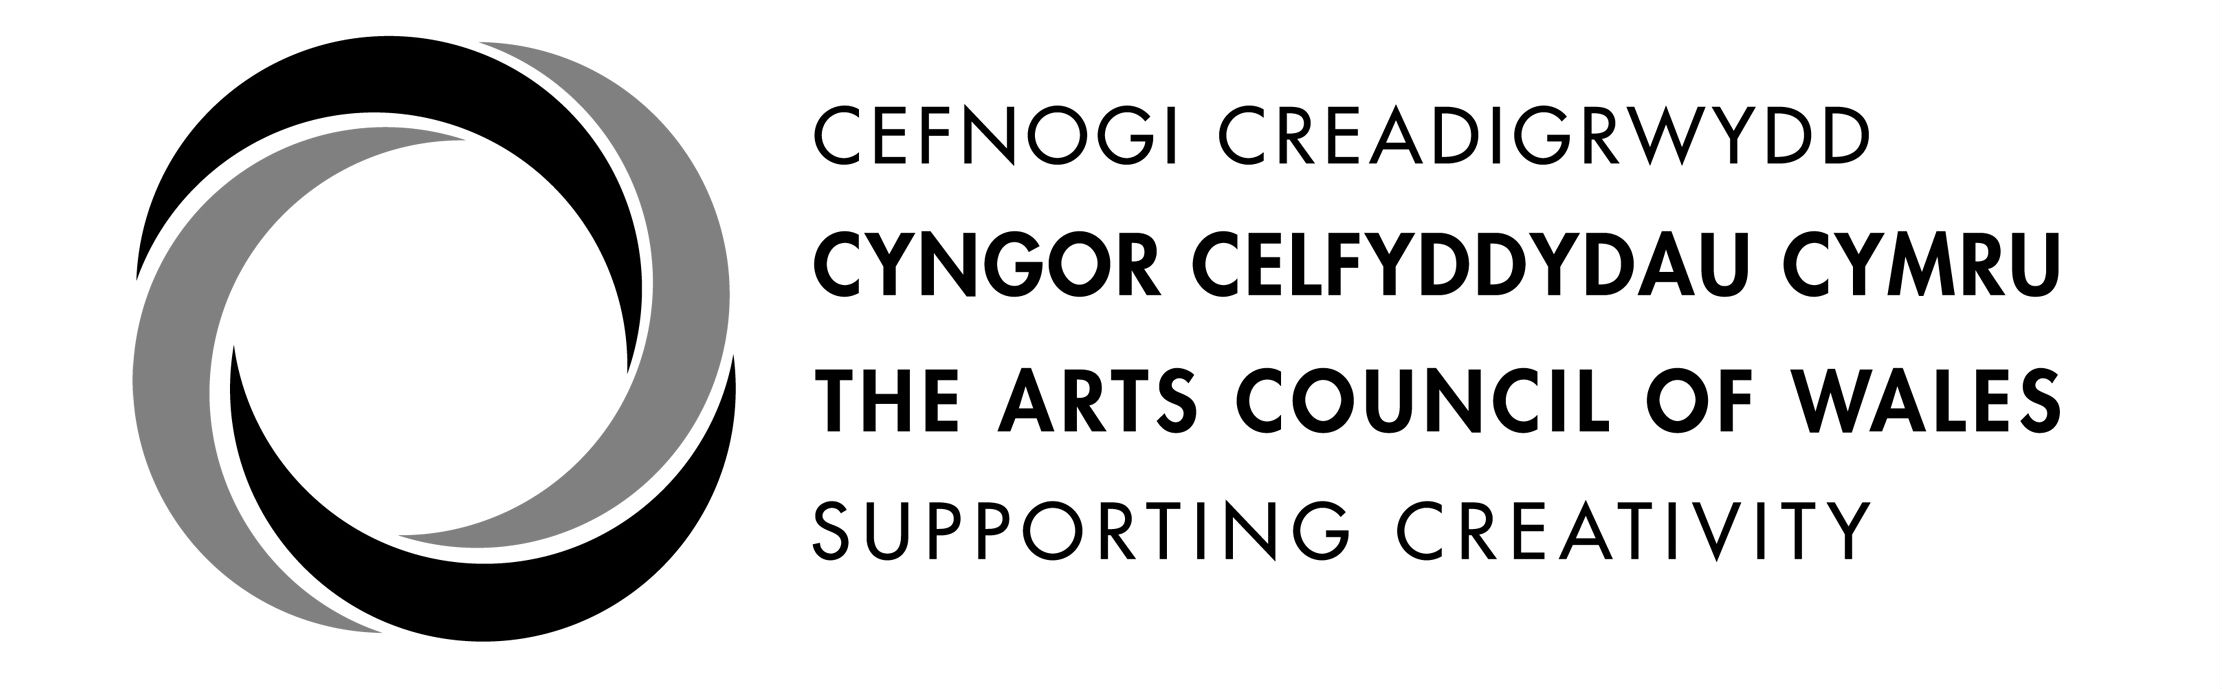 CEFNOGI CREADIGRWYDD
CYNGOR CELFYDDYDAU CYMRU
THE ARTS COUNCIL OF WALES
SUPPORTING CREATIVITY